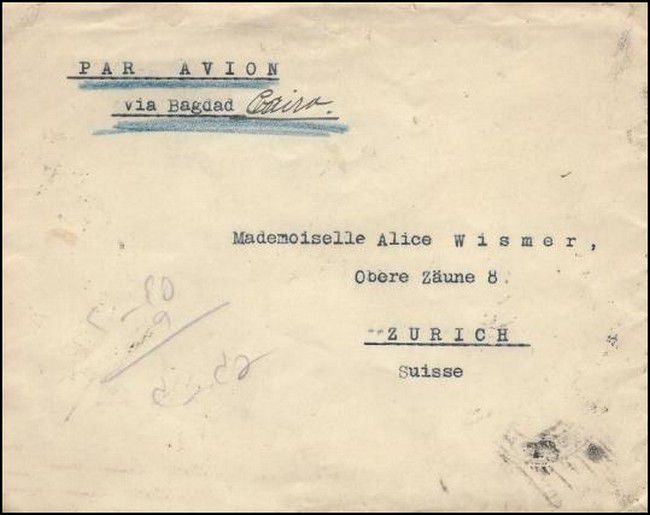 PAR AVION
via Bagdad Cairo.
Mademoiselle Alice Wismer,
Obere Zäune 8.
ZURICH
Suisse